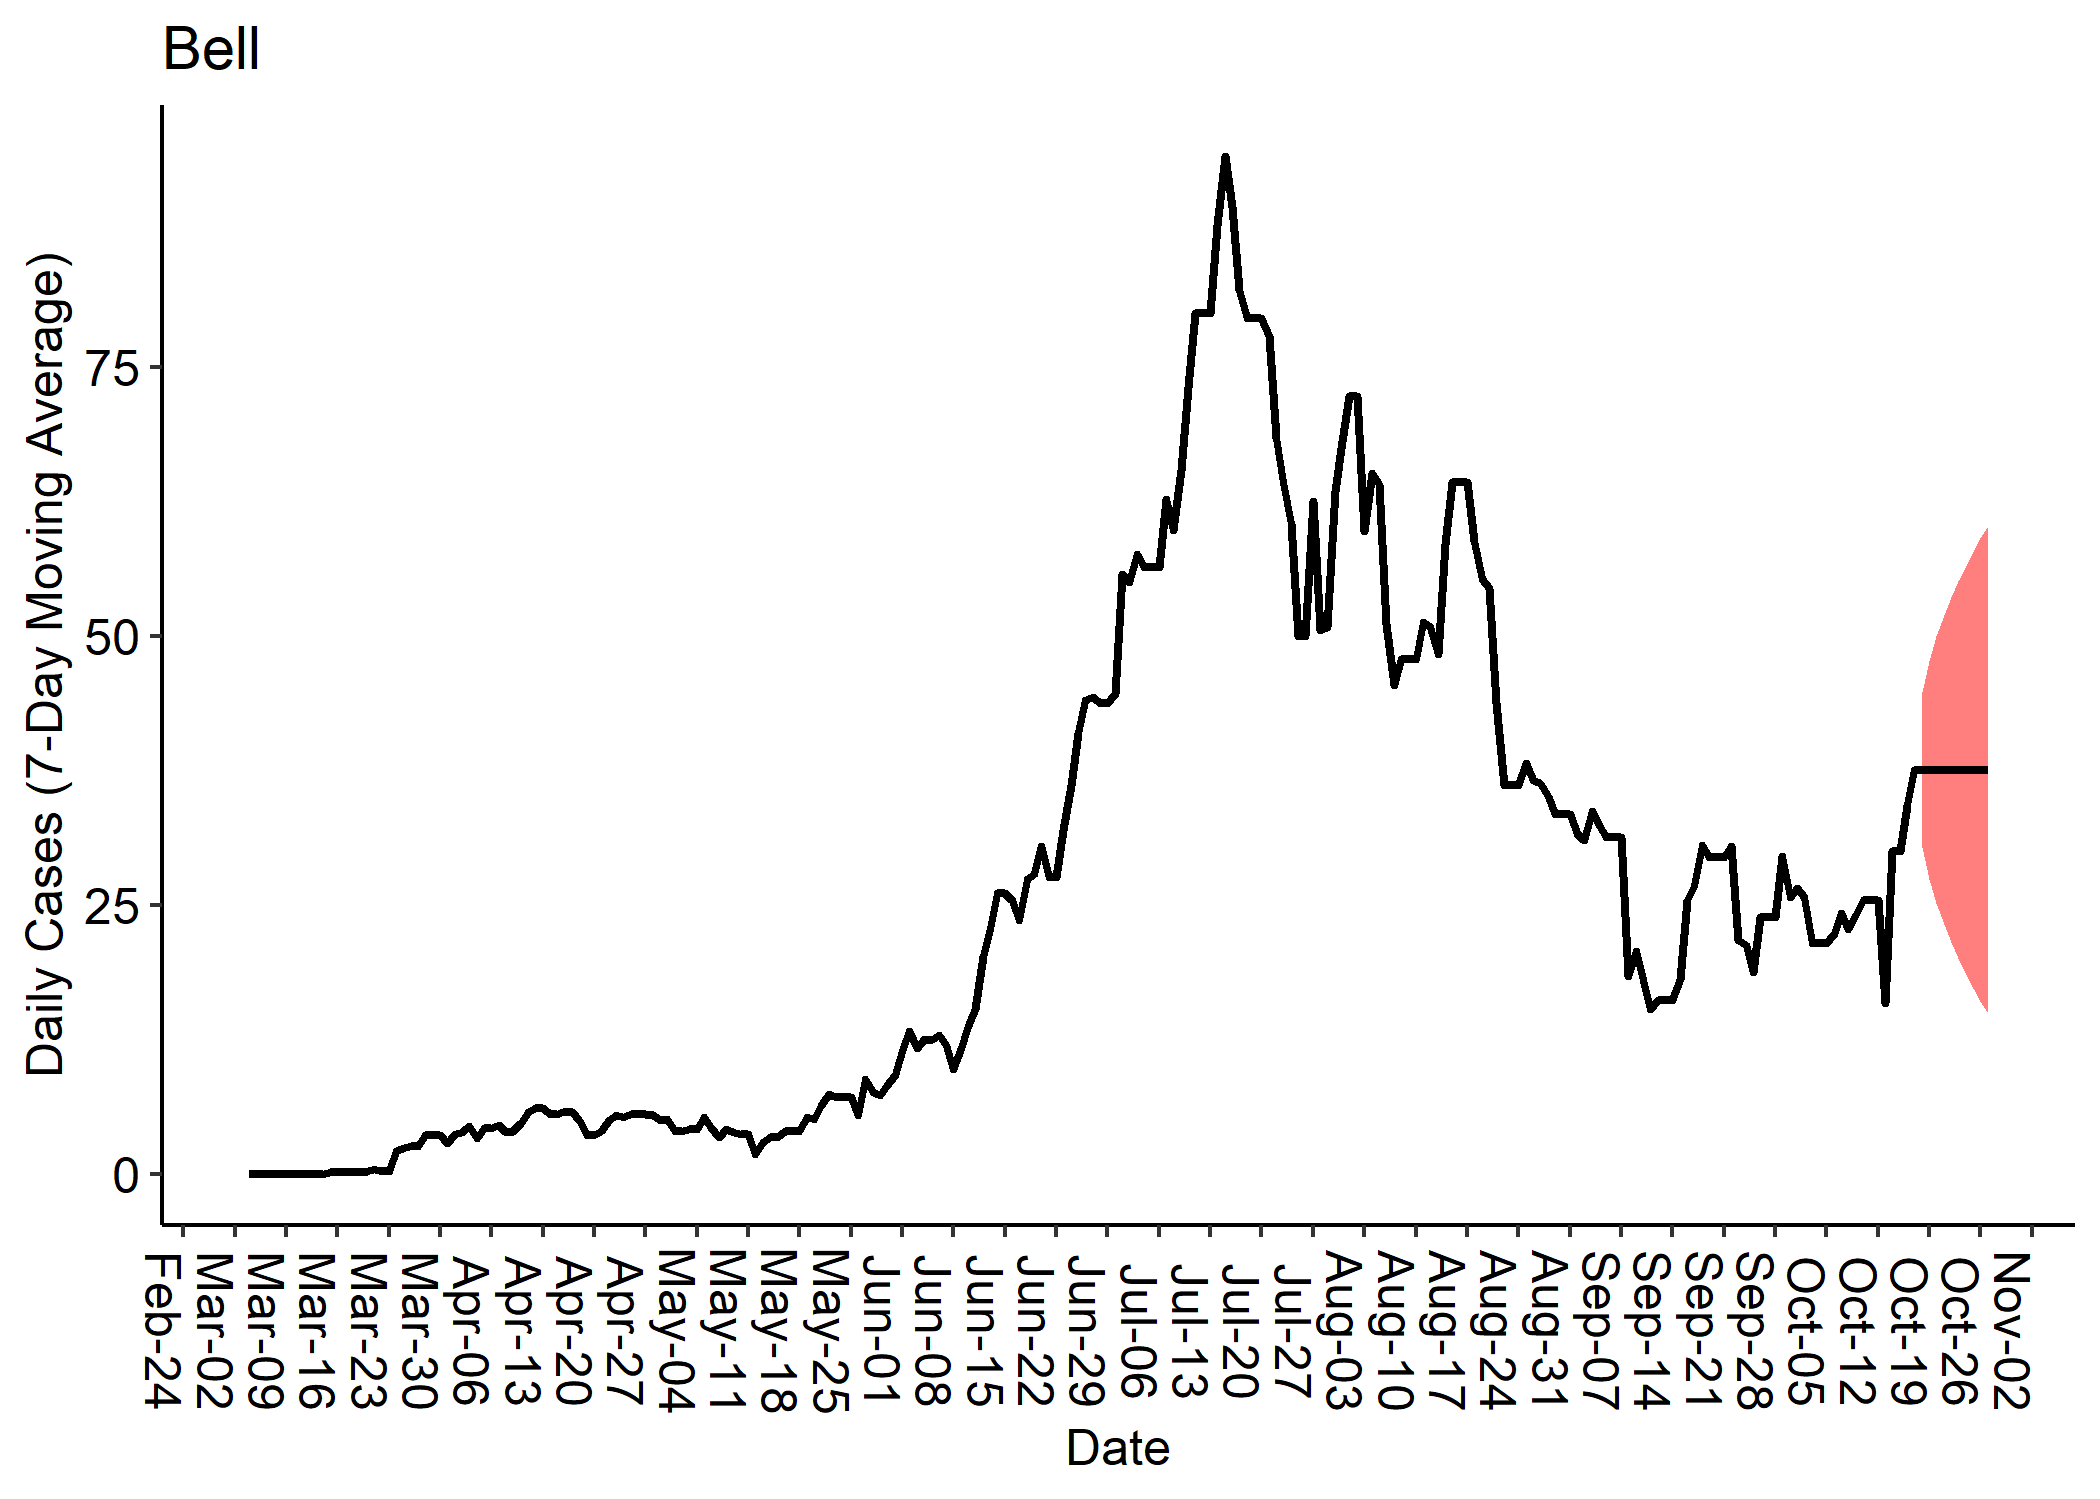 Bell
Daily Cases (7-Day Moving Average)
75
50
25
0
Feb-24
Mar-02
Mar-09
Mar-16
Mar-23
Mar-30
Apr-06
Apr-13
Apr-20
Apr-27
May-04
May-11
May-18
May-25
Jun-01
Jun-08
Jun-15
Jun-22
Jun-29
Jul-06
Jul-13
Jul-20
Jul-27
Aug-03
Aug-10
Aug-17
Aug-24
Aug-31
Sep-07
Sep-14
Sep-21
Sep-28
Oct-05
Oct-12
Oct-19
Oct-26
Nov-02
Date